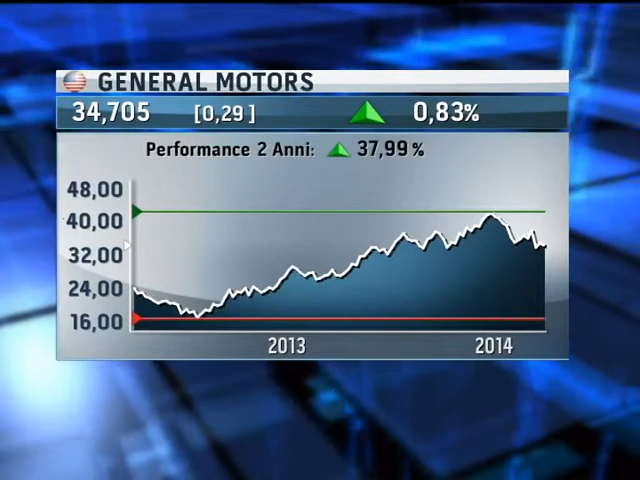 GENERAL MOTORS
34,705 [0,29 ] 0,83%
Performance 2 Anni: 37,99 %
48,00
40,00
32,00
24,00
16,00
2013 2014